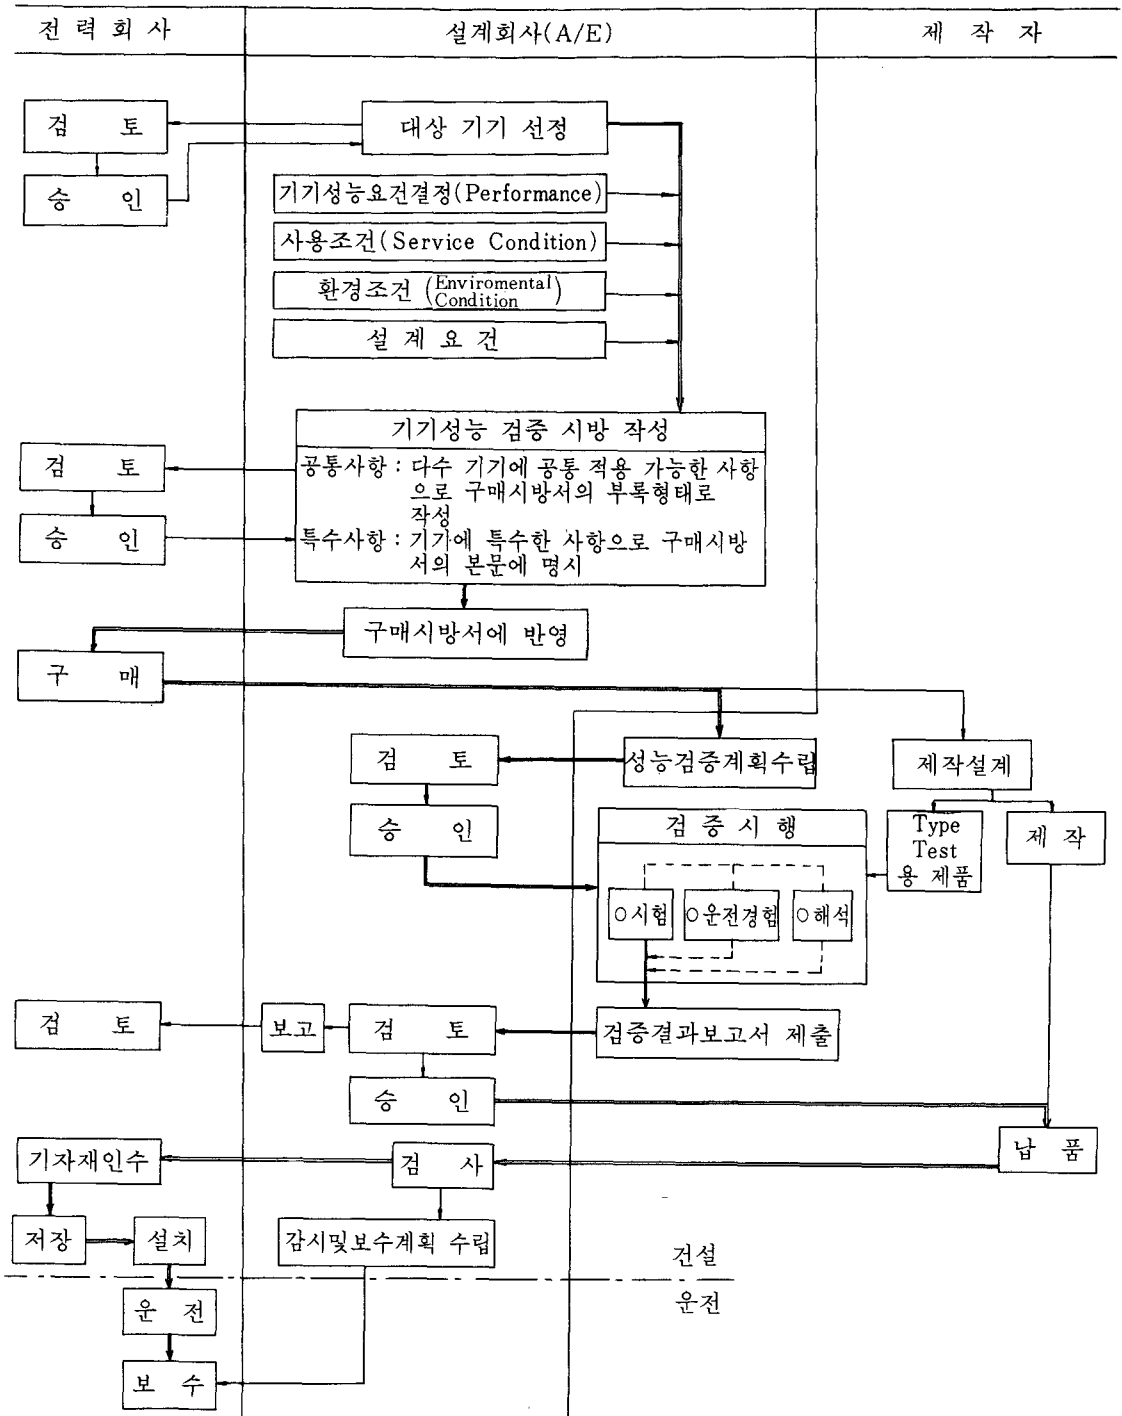 전력회사
설계회사(A/E)
제 작 자
검 토
대상 기기 선정
승 인
기기성능요건결정(Performance)
사용조건(Service Condition)
환경조건 (Enviromental
Condition)
설 계 요 건
기기성능 검증 시방 작성
검 토
공통사항 : 다수 기기에 공통 적용 가능한 사항
으로 구매시방서의 부록형태로
작성
승 인
특수사항 : 기기에 특수한 사항으로 구매시방
서의 본문에 명시
구매시방서에 반영
구 매
검 토
성능검증계획수립
제작설계
승 인
검 증 시 행
Type
Test
용 제품
제 작
○시험
○운전경험
○해석
검 토
보고
검 토
검증결과보고서 제출
승 인
납 품
기자재인수
검 사
저장
설치
감시및보수계획 수립
건설
운전
운 전
보 수